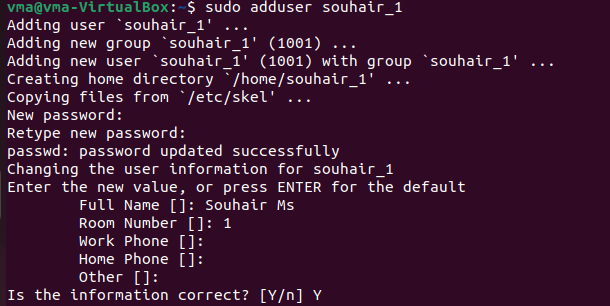 vma@vma-VirtualBox:~$ sudo adduser souhair_1
Adding user `souhair_1' ...
Adding new group `souhair_1' (1001) ...
Adding new user `souhair_1' (1001) with group `souhair_1' ...
Creating home directory `/home/souhair_1' ...
Copying files from `/etc/skel' ...
New password:
Retype new password:
passwd: password updated successfully
Changing the user information for souhair_1
Enter the new value, or press ENTER for the default
        Full Name []: Souhair Ms
        Room Number []: 1
        Work Phone []:
        Home Phone []:
        Other []:
Is the information correct? [Y/n] Y